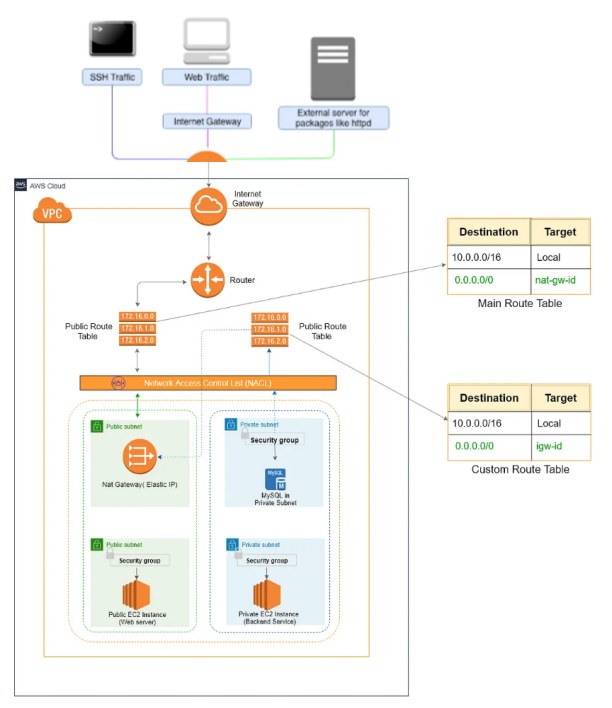 SSH Traffic
Web Traffic
Internet Gateway
External server for
packages like httpd
aws
AWS Cloud
VPC
Internet
Gateway
Router
Public Route
Table
172.16.0.0
172.16.1.0
172.16.2.0
172.16.0.0
172.16.1.0
172.16.2.0
Public Route
Table
Network Access Control List (NACL)
Public subnet
Nat Gateway( Elastic IP)
Private subnet
Security group
MySQL
M
MySQL in
Private Subnet
Public subnet
Security group
Public EC2 Instance
(Web server)
Private subnet
Security group
Private EC2 Instance
(Backend Service)
Destination Target
10.0.0.0/16 Local
0.0.0.0/0 nat-gw-id
Main Route Table
Destination Target
10.0.0.0/16 Local
0.0.0.0/0 igw-id
Custom Route Table